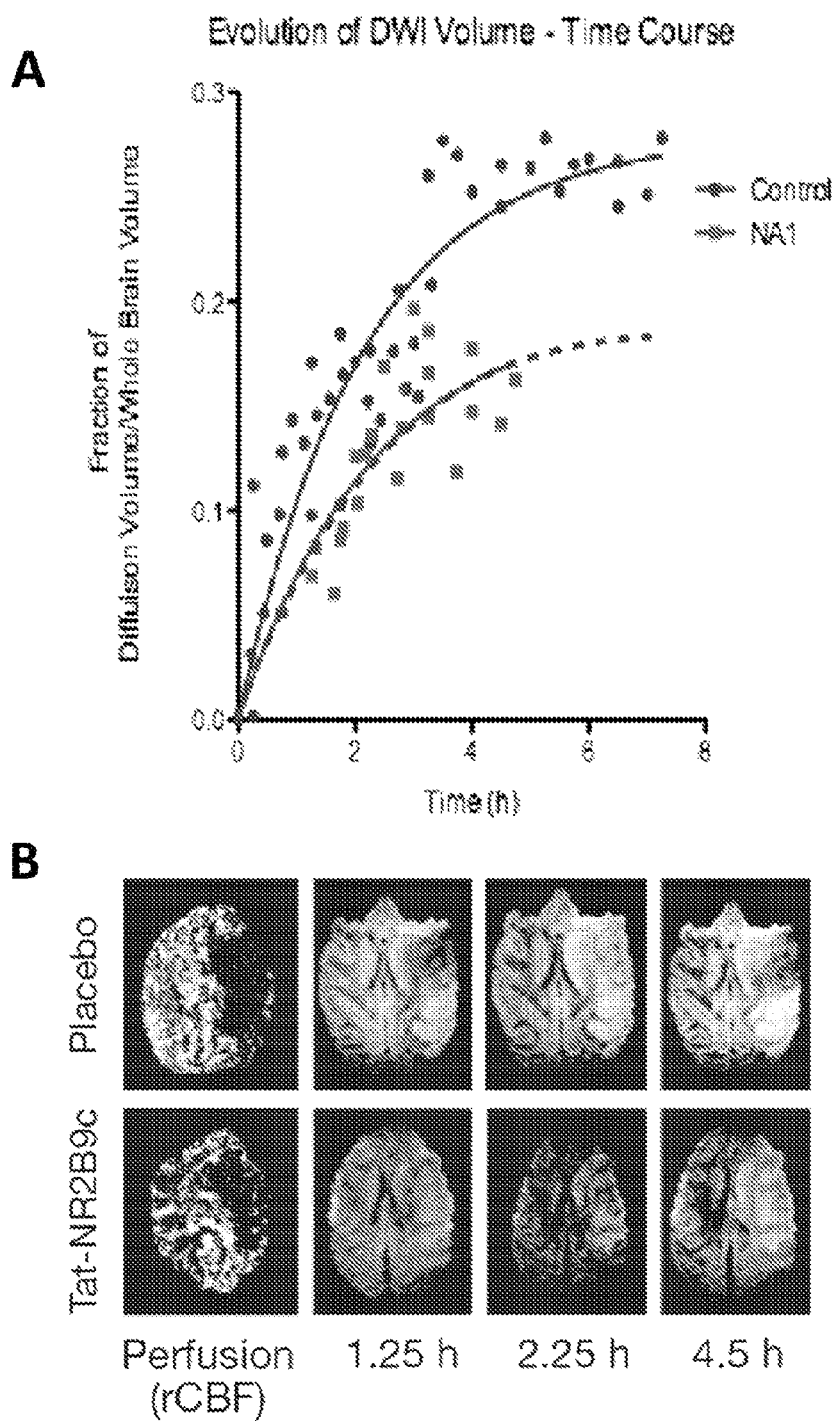 Evolution of DWI Volume - Time Course
A
Fraction of
Diffuison Volume/Whole Brain Volume
0.3
0.2
0.1
0.0
0
2
4
6
8
Time (h)
Control
NA1
B
Placebo
Tat-NR2B9c
Perfusion
(rCBF)
1.25 h
2.25 h
4.5 h